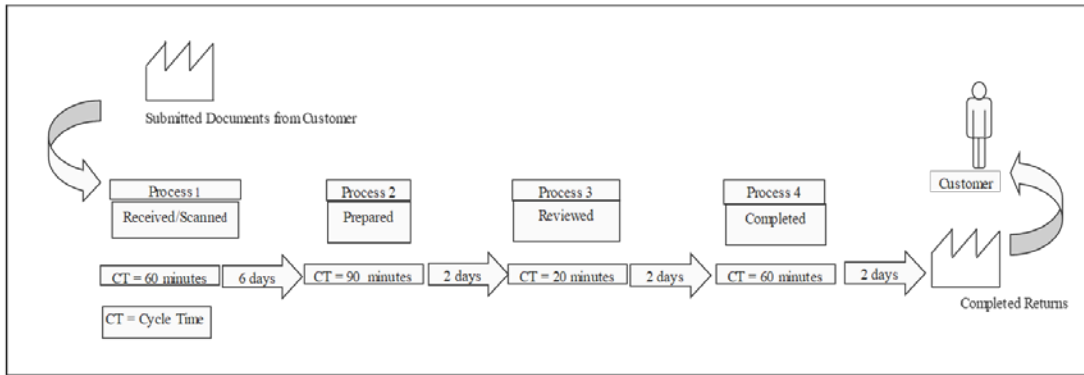 Submitted Documents from Customer
Process 1
Received/Scanned
Process 2
Prepared
Process 3
Reviewed
Process 4
Completed
Customer
CT = 60 minutes
6 days
CT = 90 minutes
2 days
CT = 20 minutes
2 days
CT = 60 minutes
2 days
Completed Returns
CT = Cycle Time